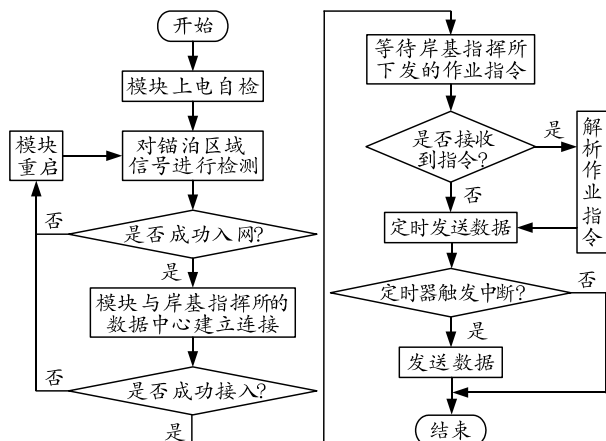 开始
模块上电自检
模块
重启
对锚泊区域
信号进行检测
否
是否成功入网?
是
模块与岸基指挥所的
数据中心建立连接
否
是否成功接入?
是
等待岸基指挥所
下发的作业指令
是否接收
到指令?
是
解析作业指令
否
定时发送数据
定时器触发中断?
否
是
发送数据
结束